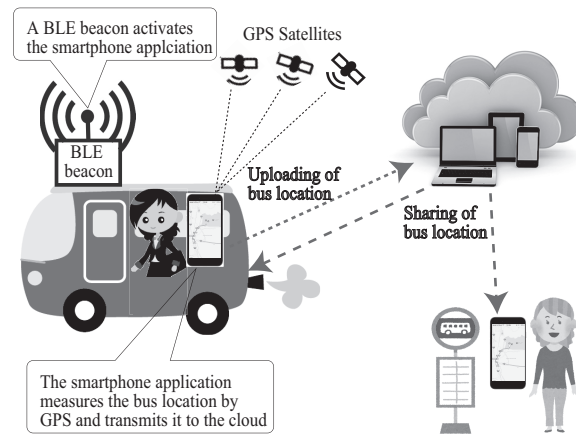 A BLE beacon activates
the smartphone applciation
GPS Satellites
BLE
beacon
Uploading of
bus location
Sharing of
bus location
The smartphone application
measures the bus location by
GPS and transmits it to the cloud